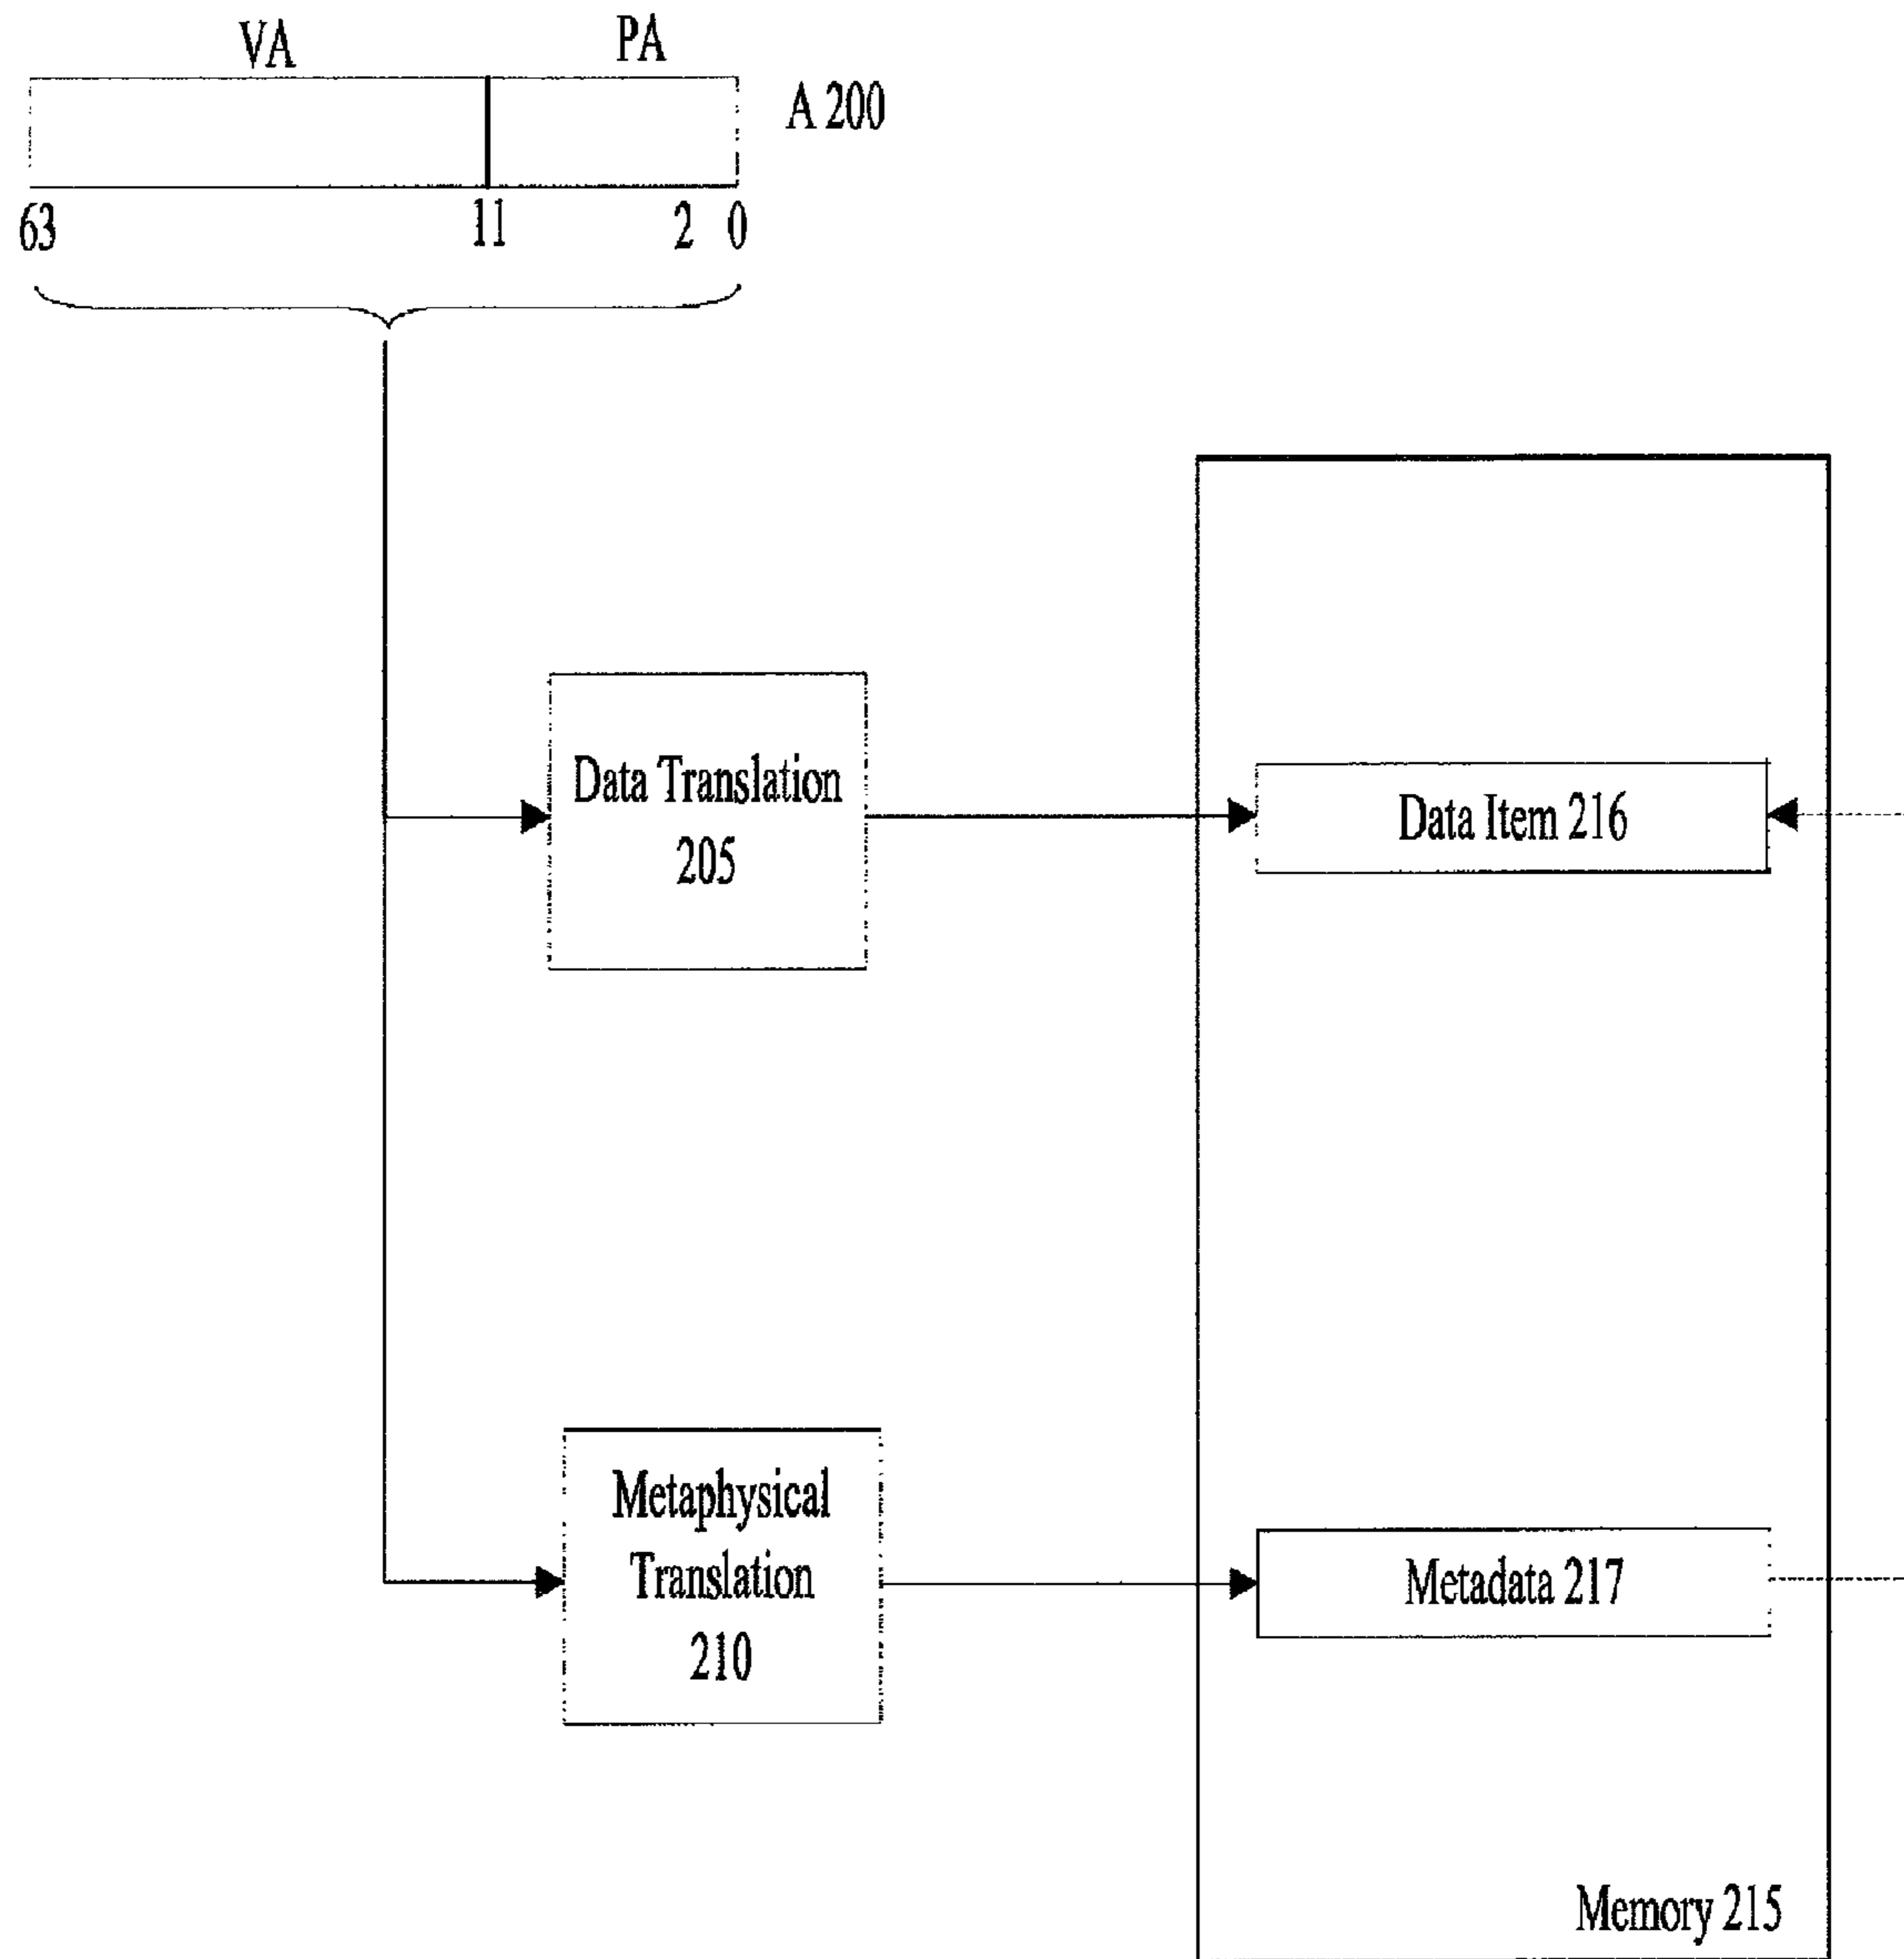 VA PA
A 200
63 11 2 0
Data Translation
205
Data Item 216
Metaphysical
Translation
210
Metadata 217
Memory 215